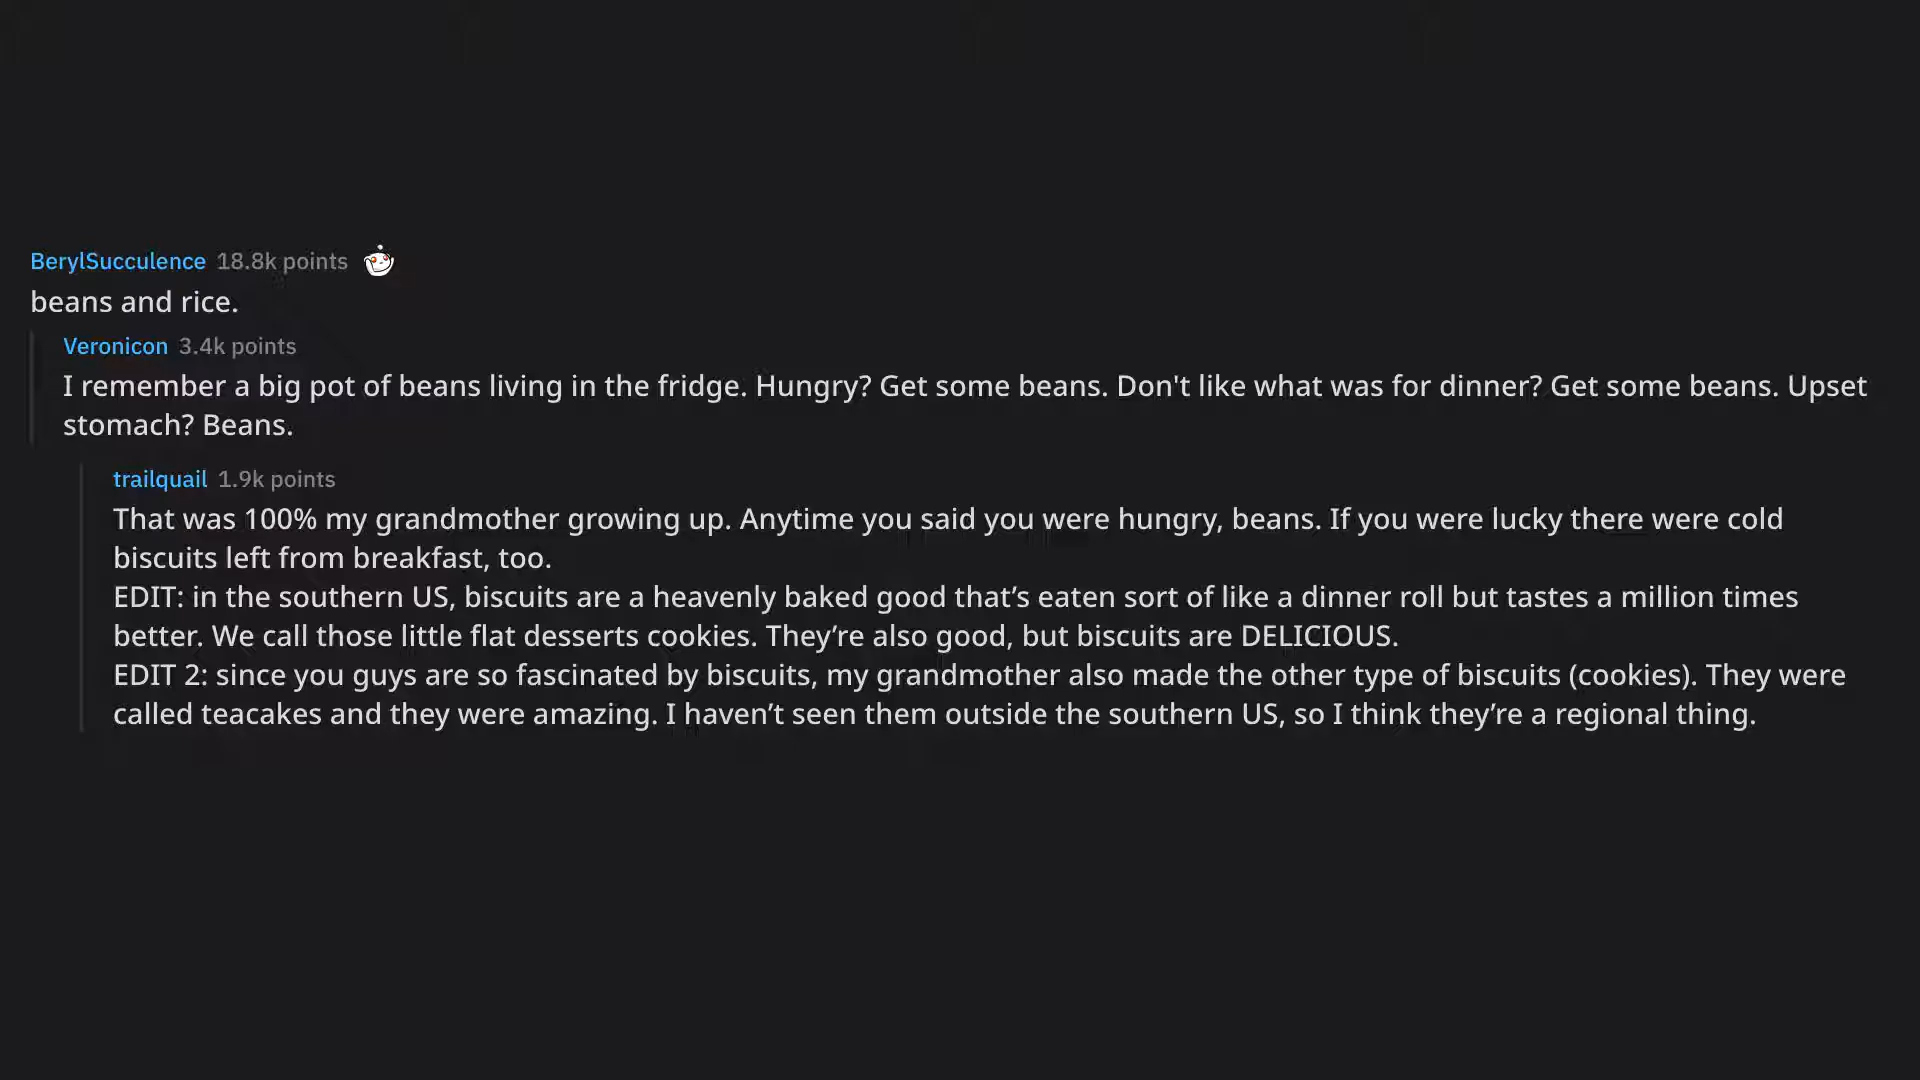 BerylSucculence 18.8k points
beans and rice.
Veronicon 3.4k points
I remember a big pot of beans living in the fridge. Hungry? Get some beans. Don't like what was for dinner? Get some beans. Upset
stomach? Beans.
trailquail 1.9k points
That was 100% my grandmother growing up. Anytime you said you were hungry, beans. If you were lucky there were cold
biscuits left from breakfast, too.
EDIT: in the southern US, biscuits are a heavenly baked good that’s eaten sort of like a dinner roll but tastes a million times
better. We call those little flat desserts cookies. They’re also good, but biscuits are DELICIOUS.
EDIT 2: since you guys are so fascinated by biscuits, my grandmother also made the other type of biscuits (cookies). They were
called teacakes and they were amazing. I haven’t seen them outside the southern US, so I think they’re a regional thing.